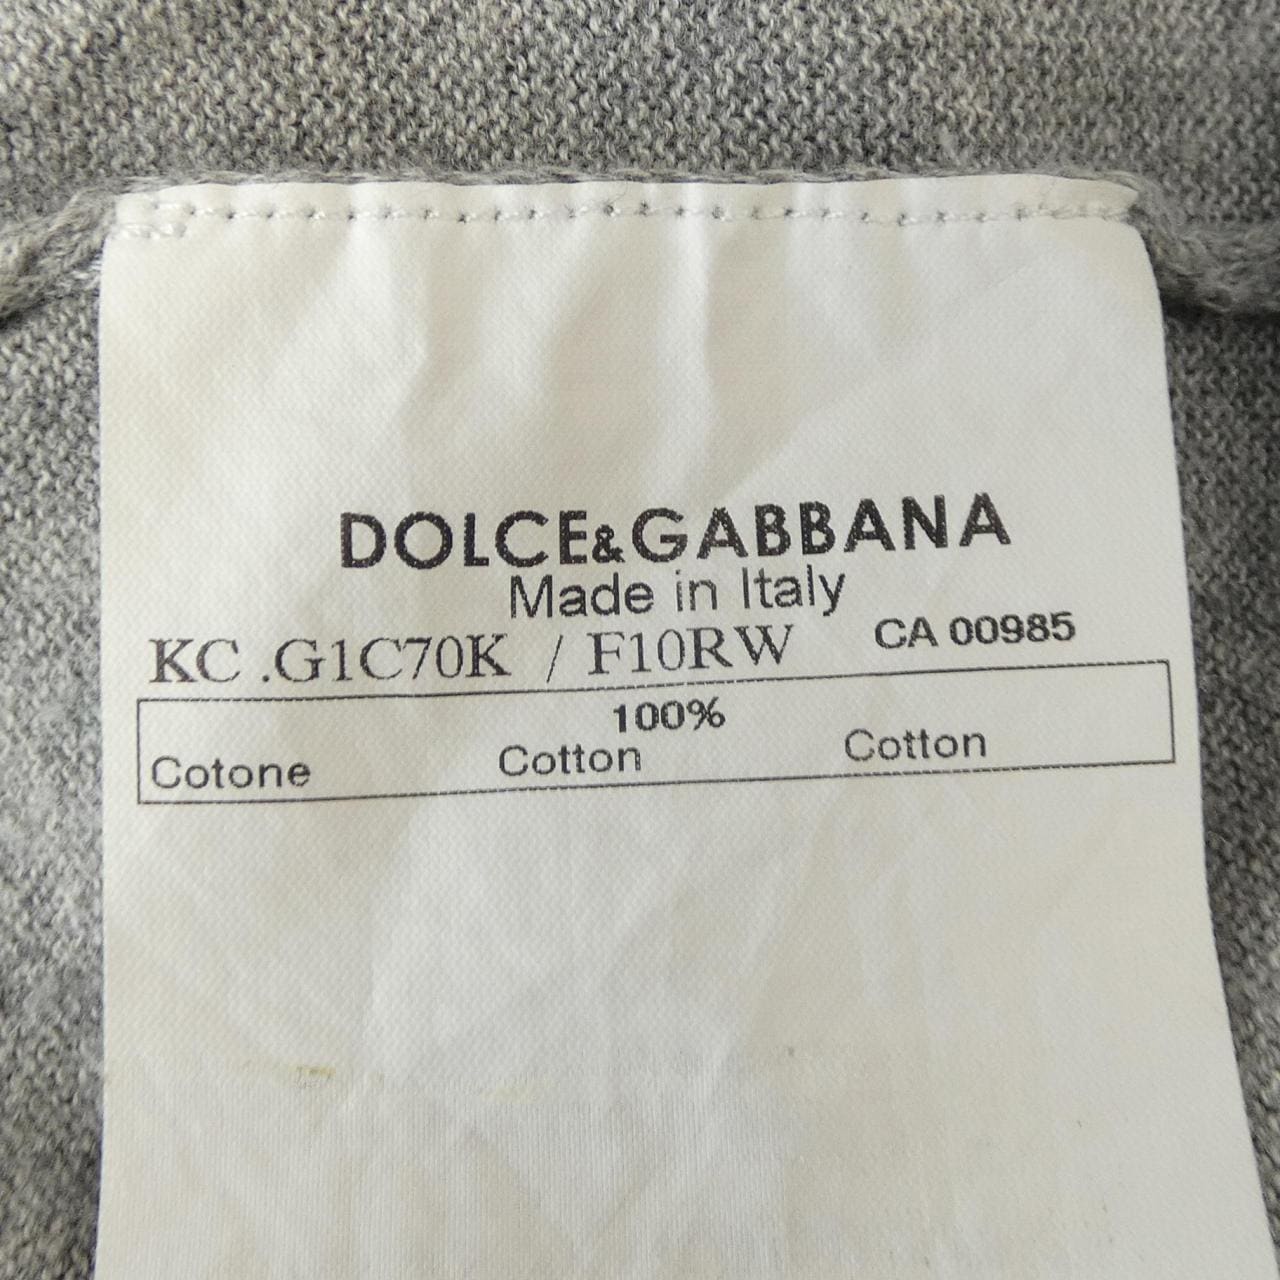 DOLCE&GABBANA
Made in Italy
KC .G1C70K / F10RW CA 00985
100%
Cotone Cotton Cotton